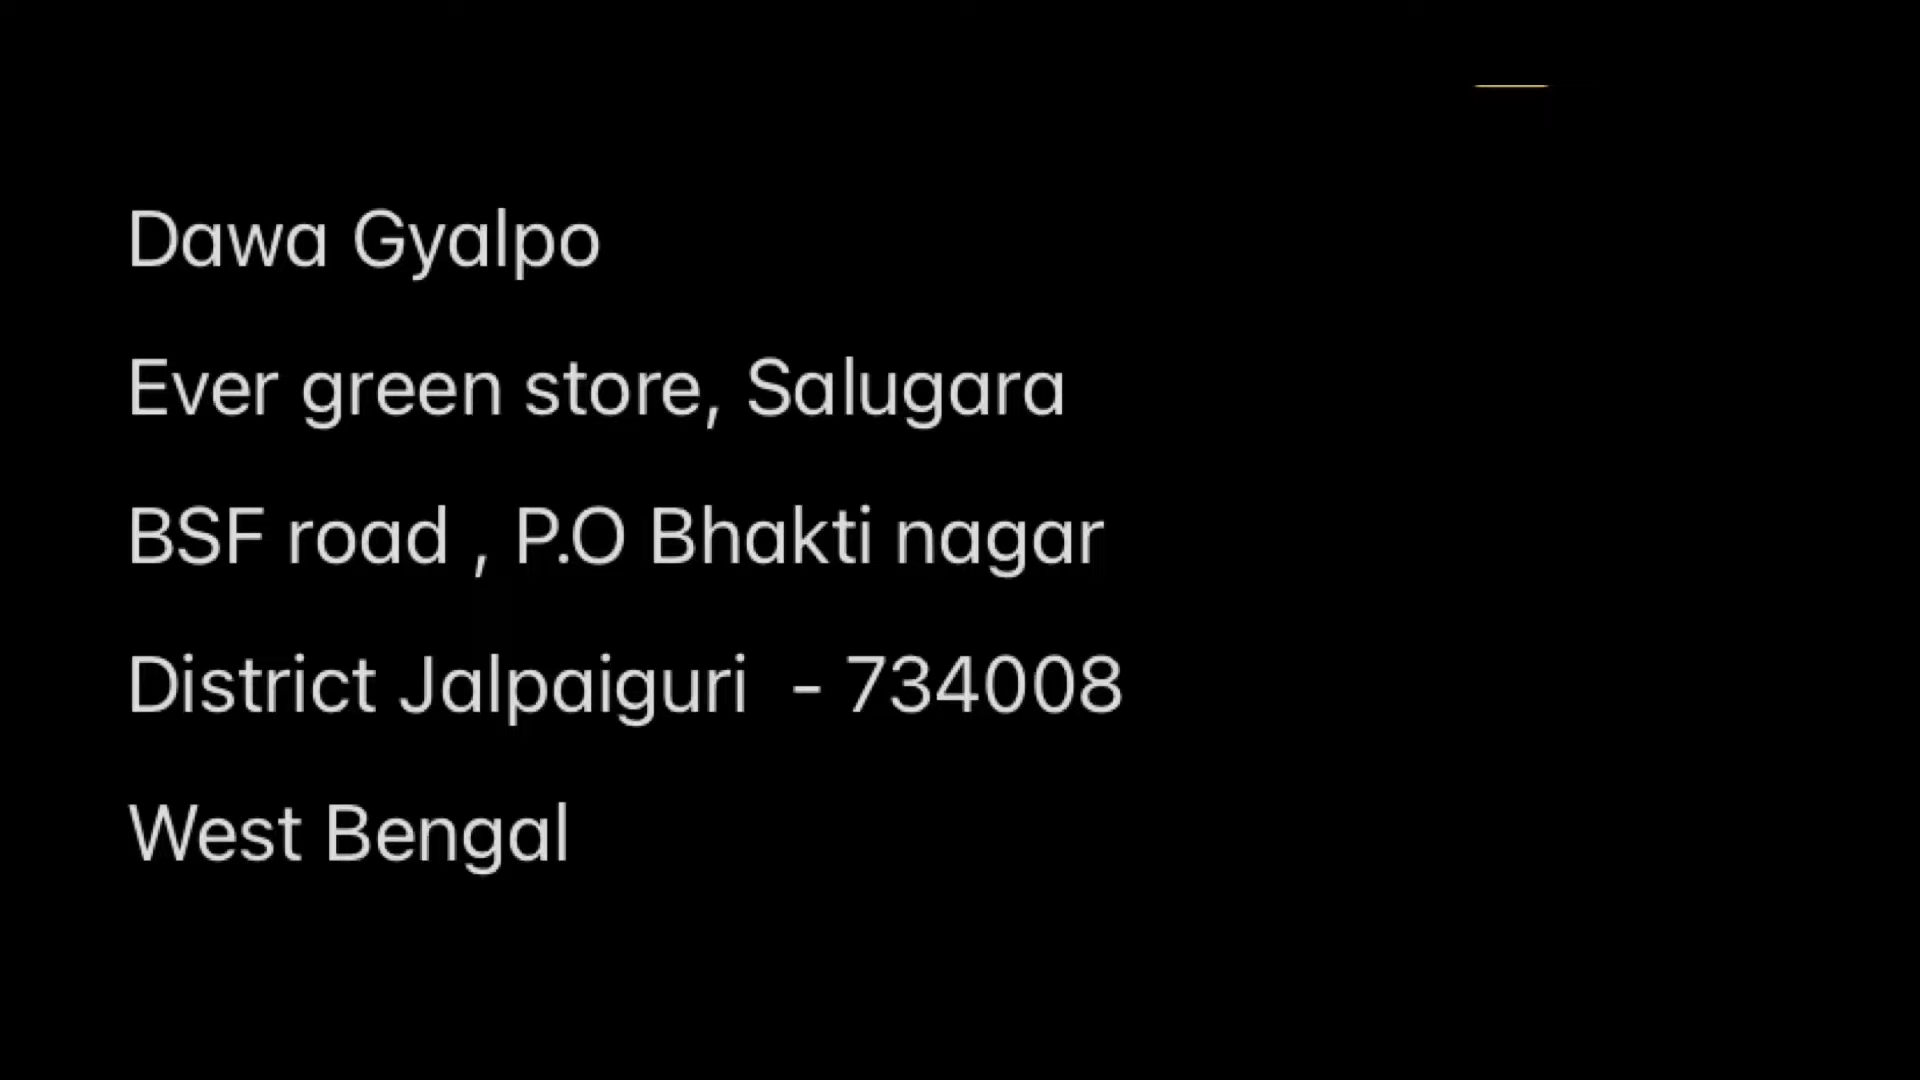 Dawa Gyalpo
Ever green store, Salugara
BSF road , P.O Bhakti nagar
District Jalpaiguri  - 734008
West Bengal